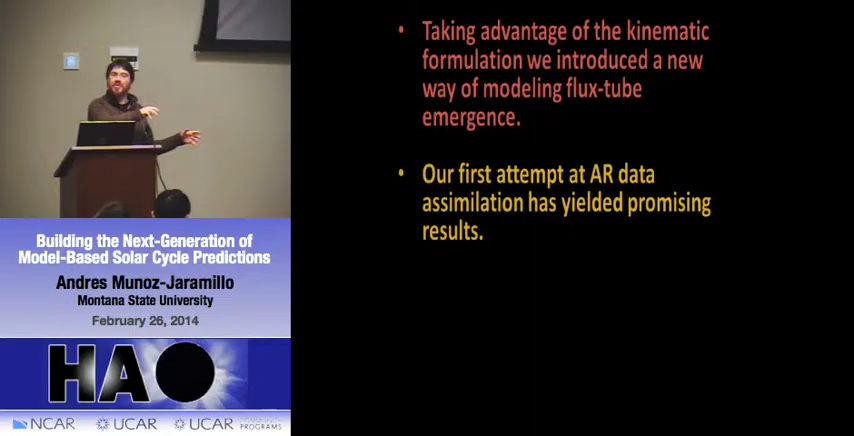 • Taking advantage of the kinematic
formulation we introduced a new
way of modeling flux-tube
emergence.
• Our first attempt at AR data
assimilation has yielded promising
results.
Building the Next-Generation of
Model-Based Solar Cycle Predictions
Andres Munoz-Jaramillo
Montana State University
February 26, 2014
HAO
NCAR UCAR UCAR
PROGRAMS